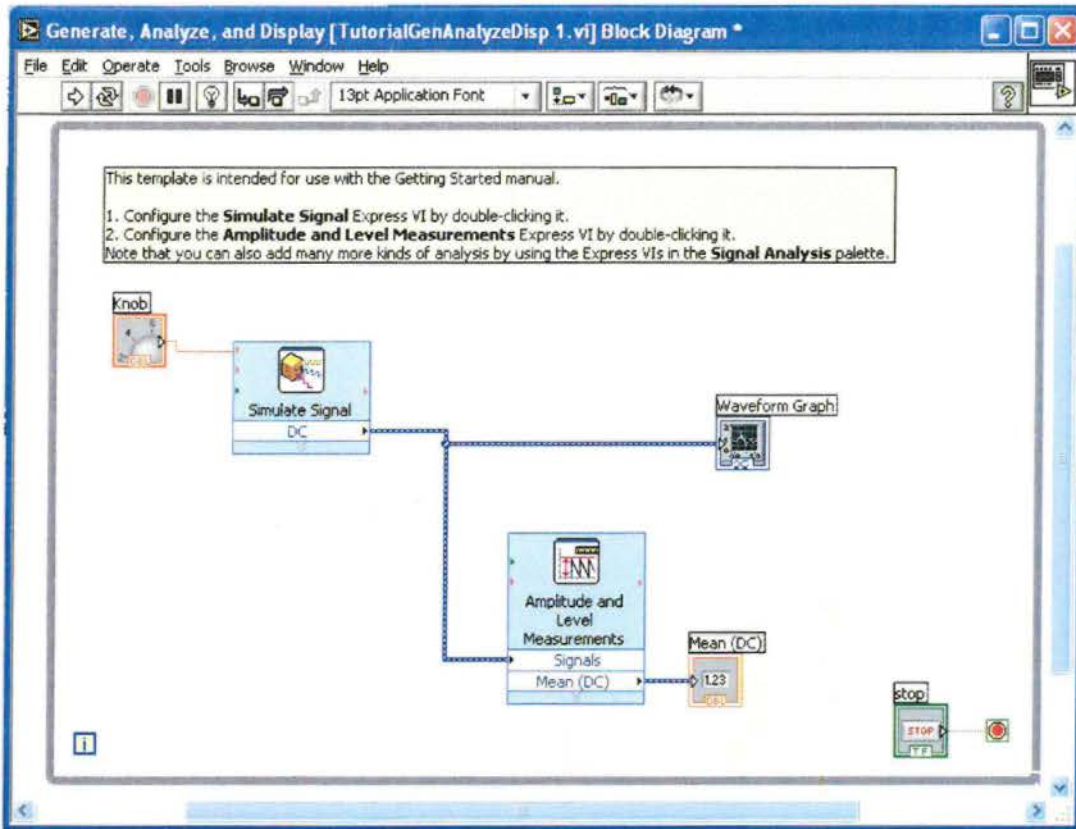 Generate, Analyze, and Display [TutorialGenAnalyzeDisp 1.vi] Block Diagram *
File Edit Operate Tools Browse Window Help
13pt Application Font
?
This template is intended for use with the Getting Started manual.
1. Configure the Simulate Signal Express VI by double-clicking it.
2. Configure the Amplitude and Level Measurements Express VI by double-clicking it.
Note that you can also add many more kinds of analysis by using the Express VIs in the Signal Analysis palette.
Knob
4
6
2
DBL
Simulate Signal
DC
Waveform Graph
Amplitude and
Level
Measurements
Signals
Mean (DC)
Mean (DC)
1.23
DBL
stop
STOP
TF
i